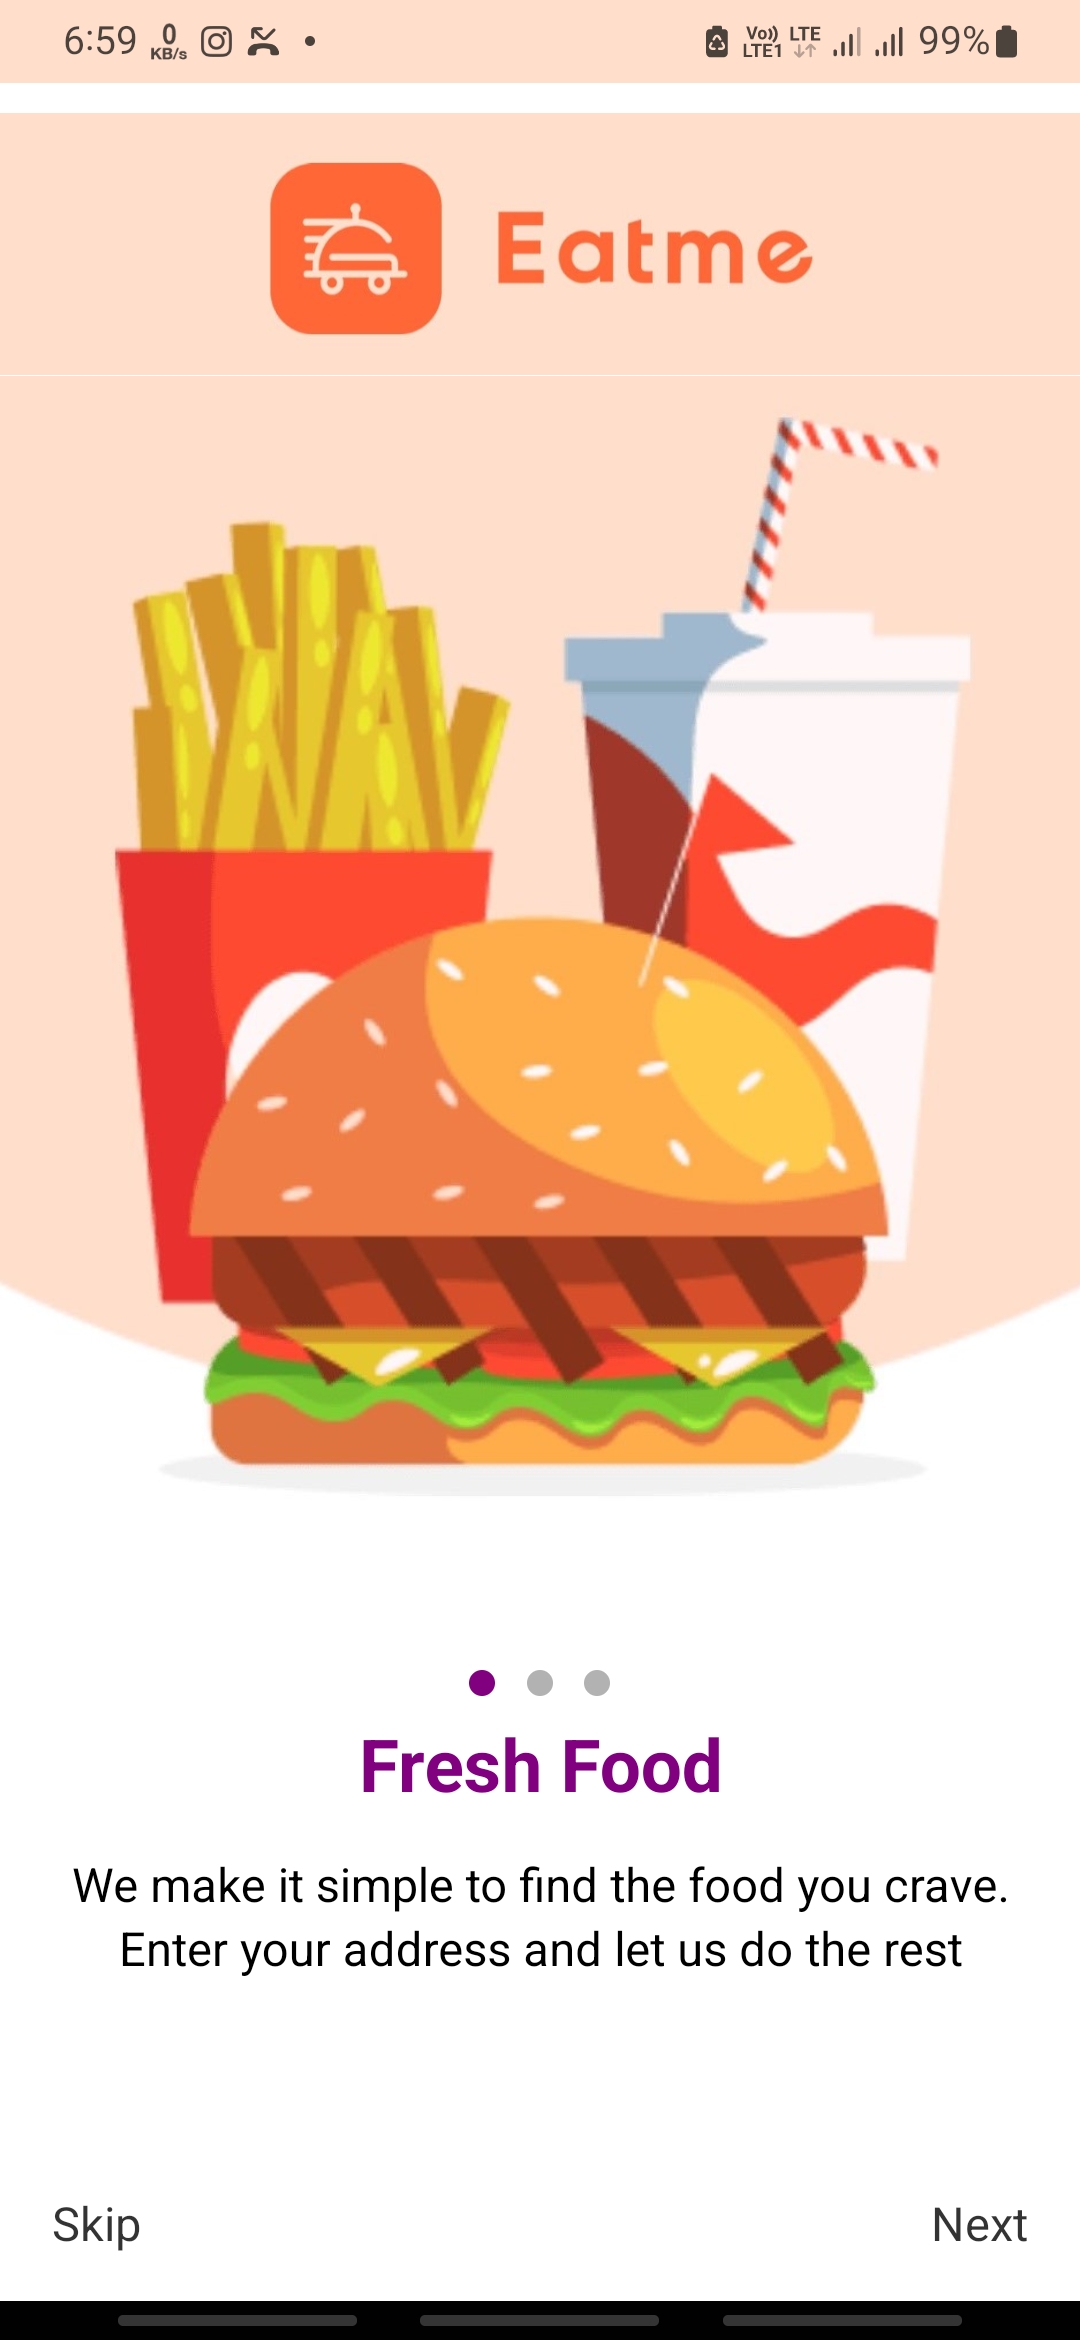 6:59 0 KB/s Vo)) LTE1 LTE 99%
Eatme
Fresh Food
We make it simple to find the food you crave.
Enter your address and let us do the rest
Skip Next